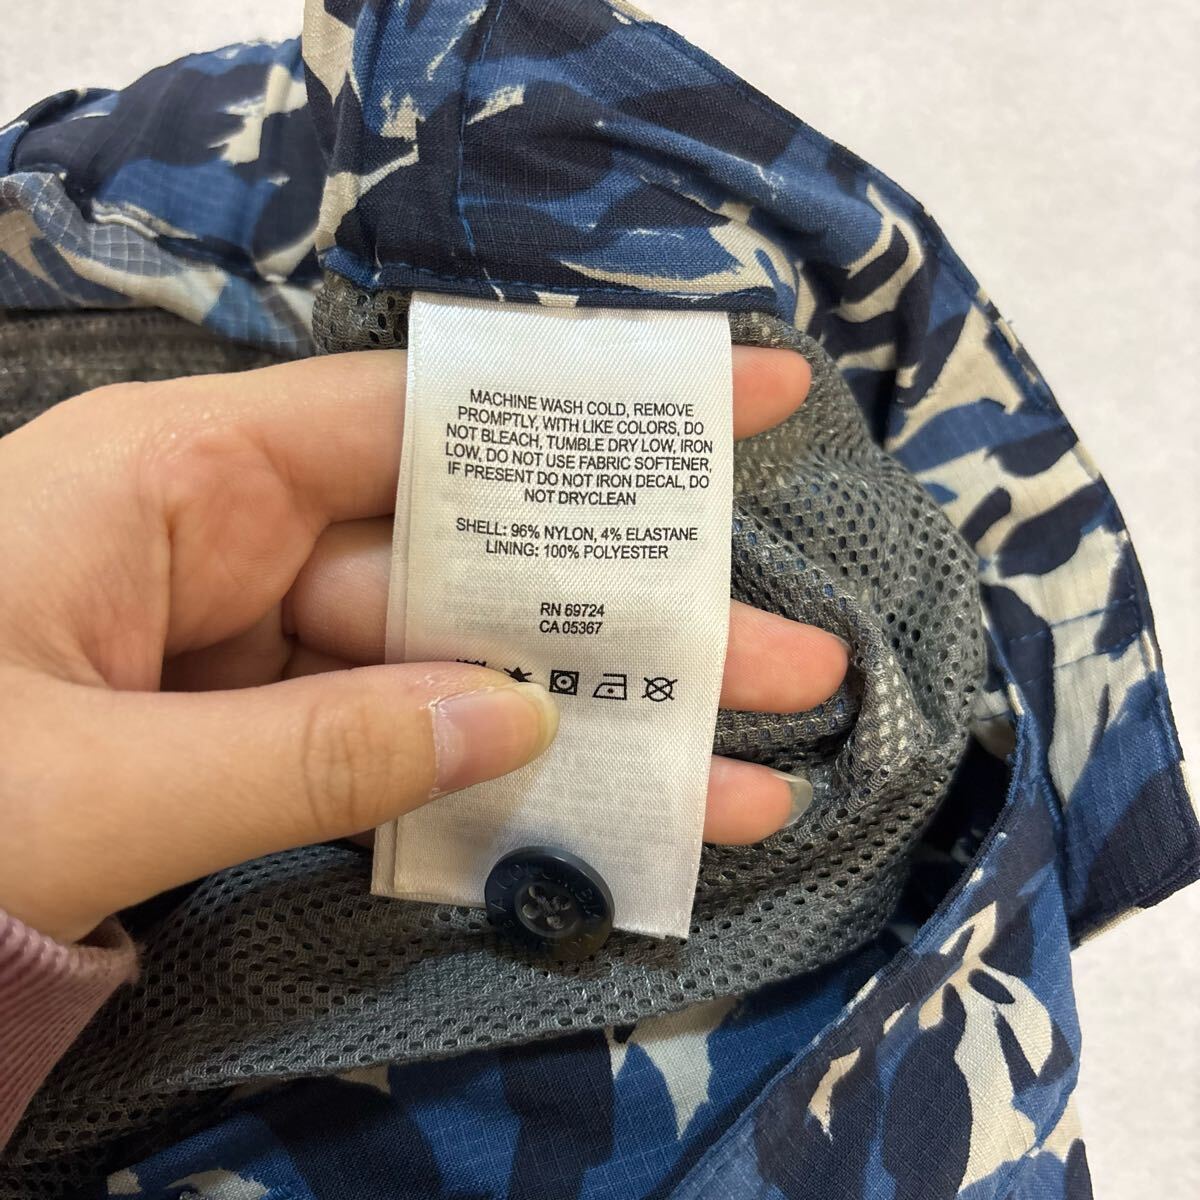 MACHINE WASH COLD, REMOVE
PROMPTLY, WITH LIKE COLORS, DO
NOT BLEACH, TUMBLE DRY LOW, IRON
LOW, DO NOT USE FABRIC SOFTENER,
IF PRESENT DO NOT IRON DECAL, DO
NOT DRYCLEAN
SHELL: 96% NYLON, 4% ELASTANE
LINING: 100% POLYESTER
RN 69724
CA 05367